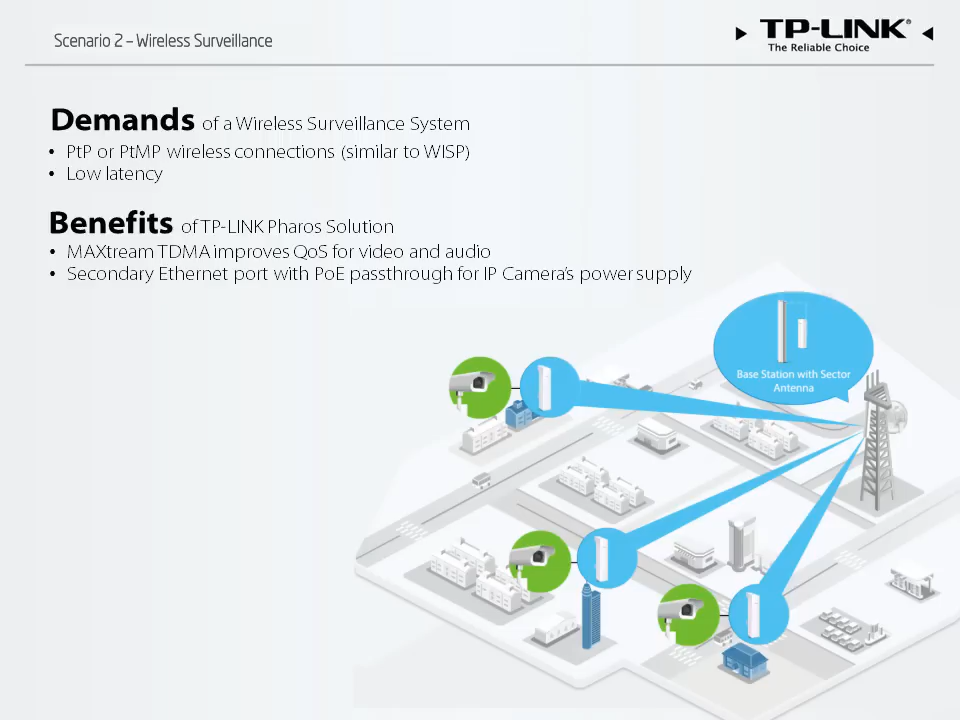 Scenario 2 – Wireless Surveillance
TP-LINK®
The Reliable Choice
Demands of a Wireless Surveillance System
• PtP or PtMP wireless connections (similar to WISP)
• Low latency
Benefits of TP-LINK Pharos Solution
• MAXtream TDMA improves QoS for video and audio
• Secondary Ethernet port with PoE passthrough for IP Camera's power supply
Base Station with Sector
Antenna